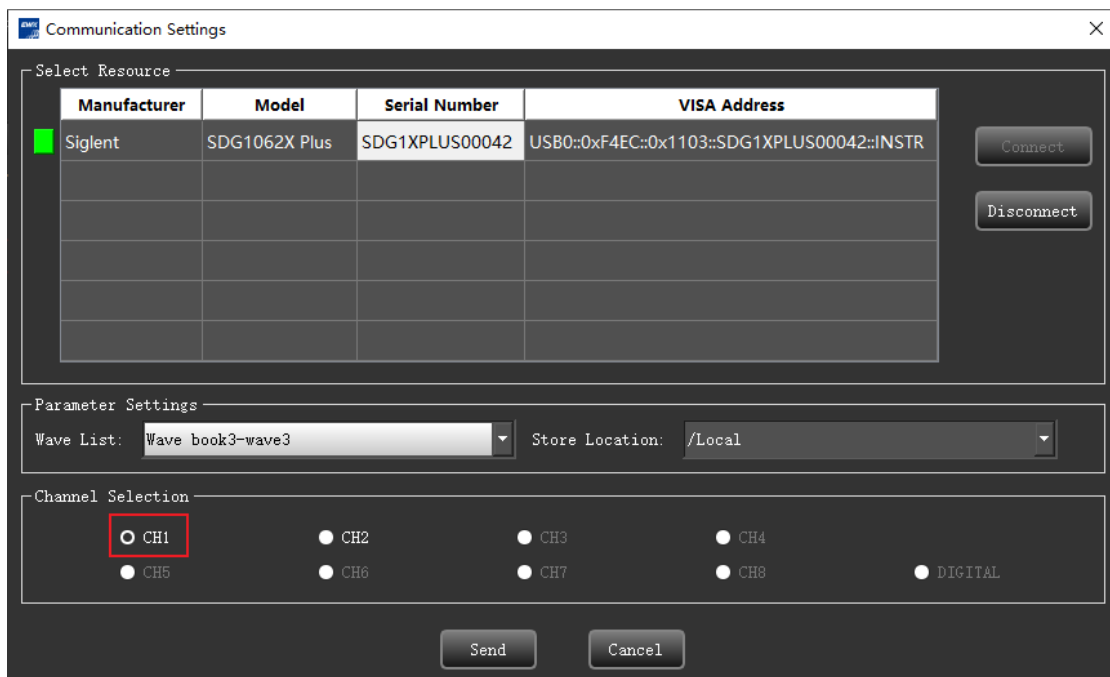 Communication Settings
Select Resource
Manufacturer Model Serial Number VISA Address
Siglent SDG1062X Plus SDG1XPLUS00042 USB0::0xF4EC::0x1103::SDG1XPLUS00042::INSTR
Connect
Disconnect
Parameter Settings
Wave List: Wave book3-wave3 Store Location: /Local
Channel Selection
CH1 CH2 CH3 CH4
CH5 CH6 CH7 CH8 DIGITAL
Send Cancel